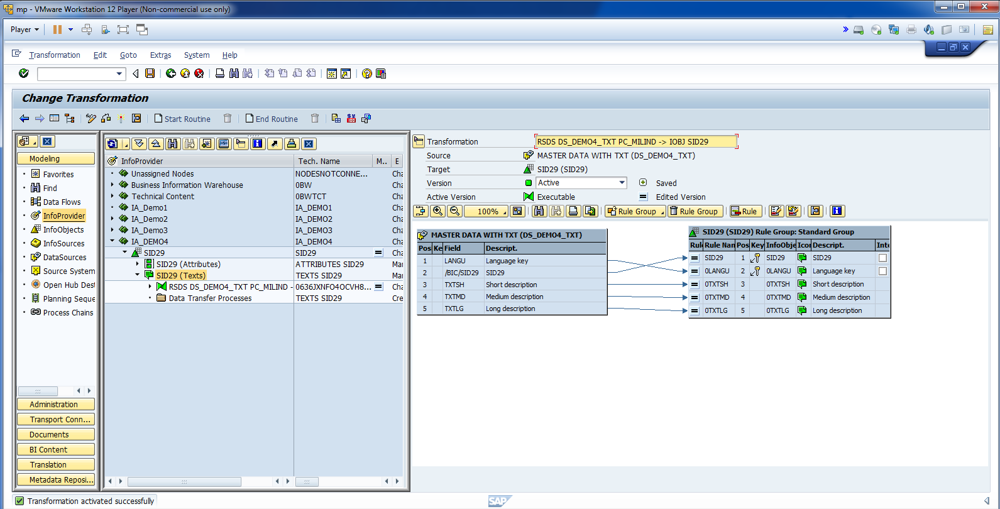 mp - VMware Workstation 12 Player (Non-commercial use only)
Player
Transformation Edit Goto Extras System Help
Change Transformation
Start Routine End Routine
Modeling
Favorites
Find
Data Flows
InfoProvider
InfoObjects
InfoSources
DataSources
Source System
Open Hub Dest
Planning Seque
Process Chains
Administration
Transport Conn...
Documents
BI Content
Translation
Metadata Reposi...
InfoProvider Tech. Name M.. E
Unassigned Nodes NODESNOTCONNE... Cha
Business Information Warehouse 0BW Cha
Technical Content 0BWTCT Cha
IA_Demo1 IA_DEMO1 Cha
IA_Demo2 IA_DEMO2 Cha
IA_Demo3 IA_DEMO3 Cha
IA_DEMO4 IA_DEMO4 Cha
SID29 SID29 Cha
SID29 (Attributes) ATTRIBUTES SID29 Mar
SID29 (Texts) TEXTS SID29 Mar
RSDS DS_DEMO4_TXT PC_MILIND - 0636JXNFO4OCVH8... Cha
Data Transfer Processes TEXTS SID29 Cre
Transformation RSDS DS_DEMO4_TXT PC_MILIND -> IOBJ SID29
Source MASTER DATA WITH TXT (DS_DEMO4_TXT)
Target SID29 (SID29)
Version Active Saved
Active Version Executable Edited Version
100% Rule Group Rule Group Rule
MASTER DATA WITH TXT (DS_DEMO4_TXT)
Pos Ke Field Descript.
1 LANGU Language key
2 /BIC/SID29 SID29
3 TXTSH Short description
4 TXTMD Medium description
5 TXTLG Long description
SID29 (SID29) Rule Group: Standard Group
Rul Rule Nan Pos Key InfoObje Icon Descript. Inte
SID29 1 SID29 SID29
0LANGU 2 0LANGU Language key
0TXTSH 3 0TXTSH Short description
0TXTMD 4 0TXTMD Medium description
0TXTLG 5 0TXTLG Long description
Transformation activated successfully
SAP